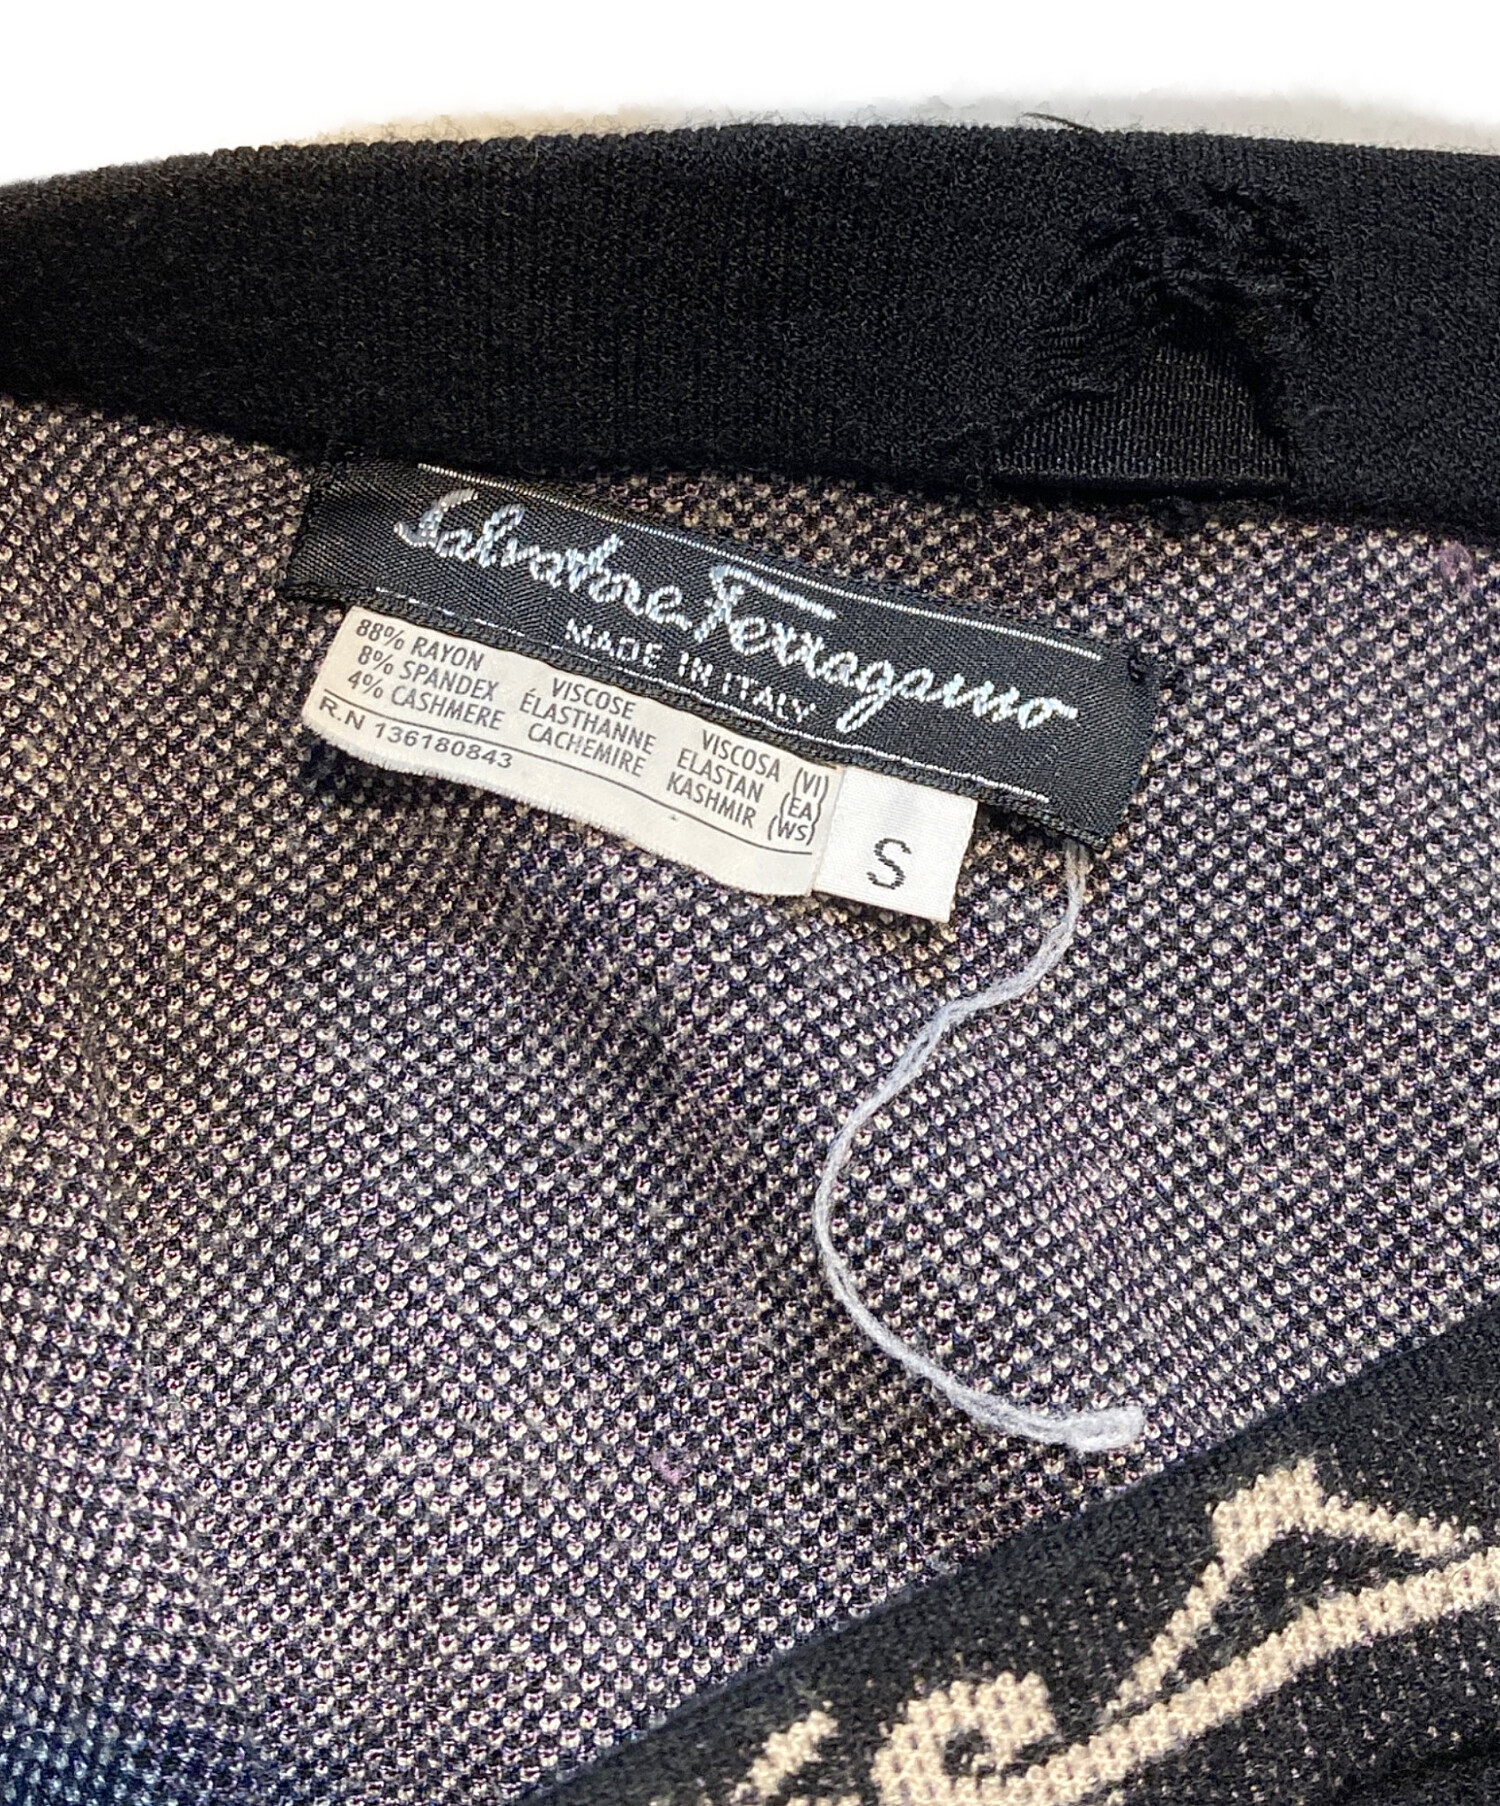 Salvatore Ferragamo
MADE IN ITALY
88% RAYON VISCOSE VISCOSA (VI)
8% SPANDEX ÉLASTHANNE ELASTAN (EA)
4% CASHMERE CACHEMIRE KASHMIR (WS)
R.N 136180843
S